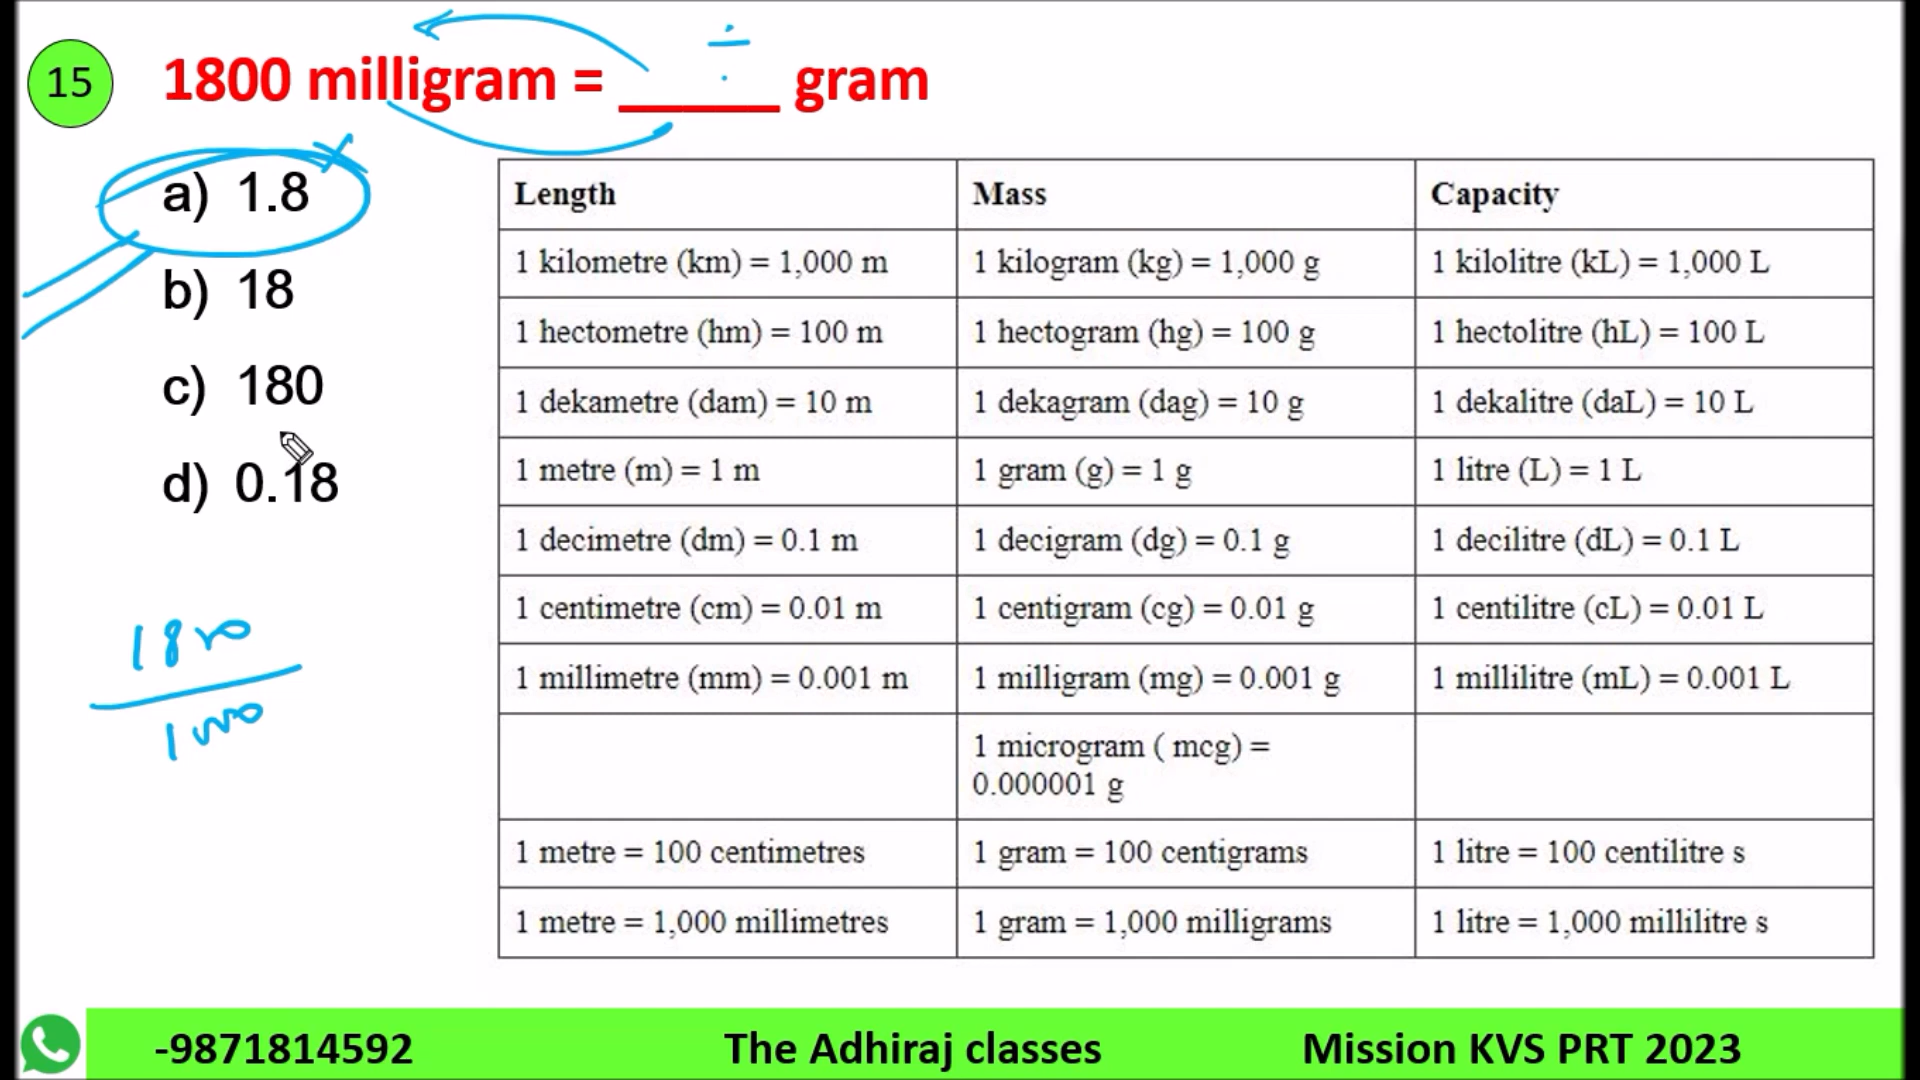 15
1800 milligram = _____ gram
a) 1.8
b) 18
c) 180
d) 0.18
1800
1000
Length Mass Capacity
1 kilometre (km) = 1,000 m 1 kilogram (kg) = 1,000 g 1 kilolitre (kL) = 1,000 L
1 hectometre (hm) = 100 m 1 hectogram (hg) = 100 g 1 hectolitre (hL) = 100 L
1 dekametre (dam) = 10 m 1 dekagram (dag) = 10 g 1 dekalitre (daL) = 10 L
1 metre (m) = 1 m 1 gram (g) = 1 g 1 litre (L) = 1 L
1 decimetre (dm) = 0.1 m 1 decigram (dg) = 0.1 g 1 decilitre (dL) = 0.1 L
1 centimetre (cm) = 0.01 m 1 centigram (cg) = 0.01 g 1 centilitre (cL) = 0.01 L
1 millimetre (mm) = 0.001 m 1 milligram (mg) = 0.001 g 1 millilitre (mL) = 0.001 L
1 microgram ( mcg) =
0.000001 g
1 metre = 100 centimetres 1 gram = 100 centigrams 1 litre = 100 centilitre s
1 metre = 1,000 millimetres 1 gram = 1,000 milligrams 1 litre = 1,000 millilitre s
-9871814592 The Adhiraj classes Mission KVS PRT 2023